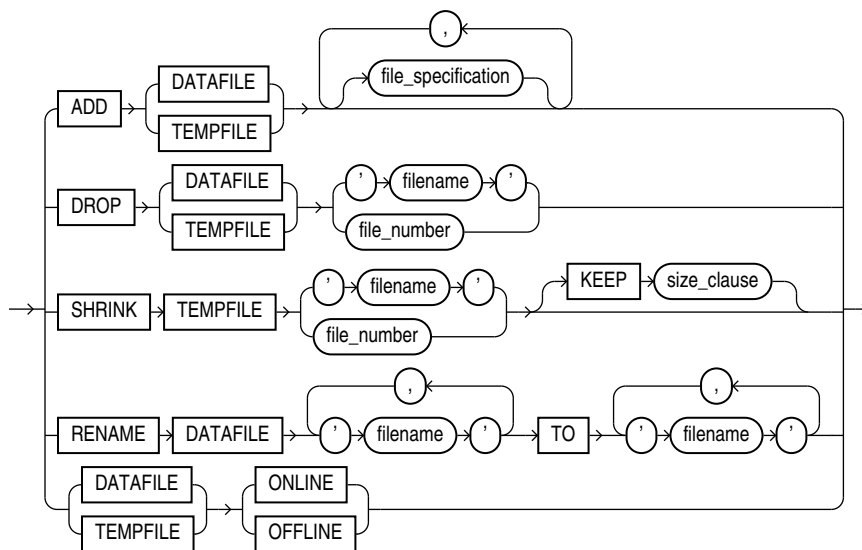 ,
DATAFILE file_specification
ADD
TEMPFILE
DATAFILE ’ filename ’
DROP
TEMPFILE file_number
KEEP size_clause
’ filename ’
SHRINK TEMPFILE
file_number
, ,
RENAME DATAFILE ’ filename ’ TO ’ filename ’
DATAFILE ONLINE
TEMPFILE OFFLINE